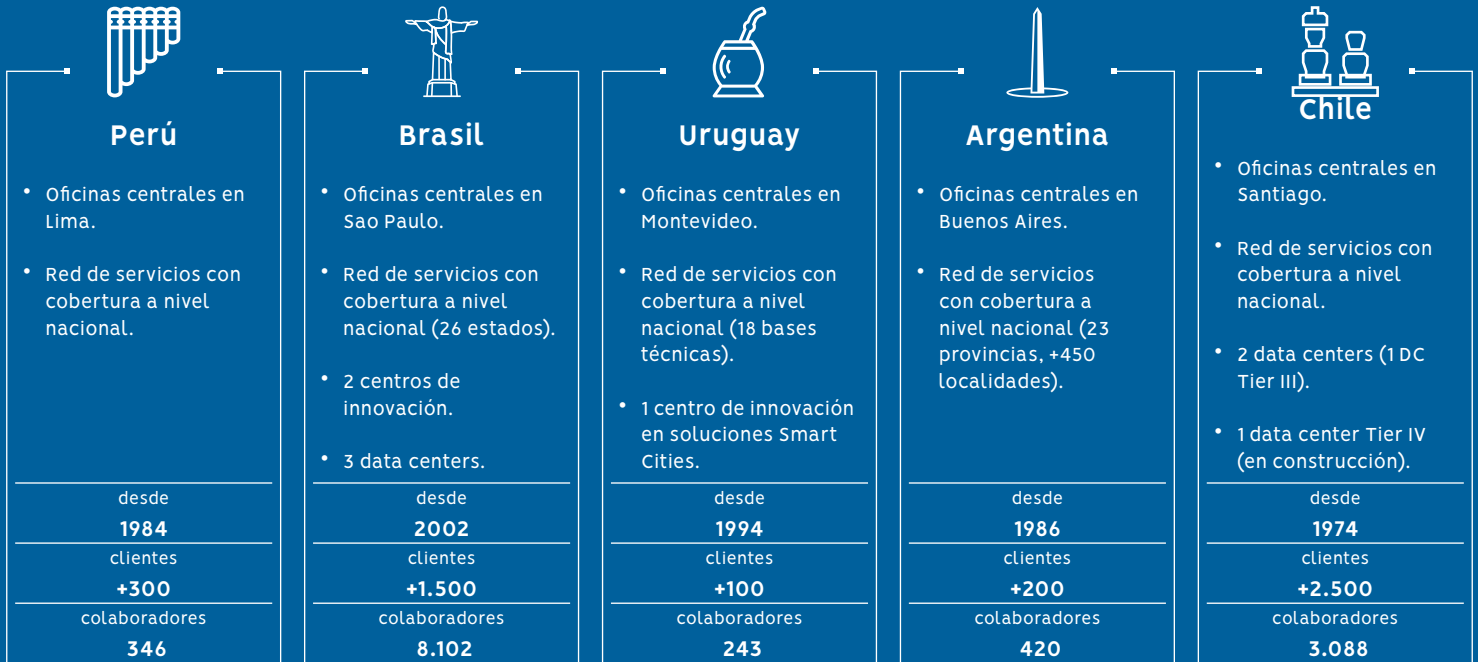 Perú
• Oficinas centrales en
Lima.
• Red de servicios con
cobertura a nivel
nacional.
desde
1984
clientes
+300
colaboradores
346
Brasil
• Oficinas centrales en
Sao Paulo.
• Red de servicios con
cobertura a nivel
nacional (26 estados).
• 2 centros de
innovación.
• 3 data centers.
desde
2002
clientes
+1.500
colaboradores
8.102
Uruguay
• Oficinas centrales en
Montevideo.
• Red de servicios con
cobertura a nivel
nacional (18 bases
técnicas).
• 1 centro de innovación
en soluciones Smart
Cities.
desde
1994
clientes
+100
colaboradores
243
Argentina
• Oficinas centrales en
Buenos Aires.
• Red de servicios
con cobertura a
nivel nacional (23
provincias, +450
localidades).
desde
1986
clientes
+200
colaboradores
420
Chile
• Oficinas centrales en
Santiago.
• Red de servicios con
cobertura a nivel
nacional.
• 2 data centers (1 DC
Tier III).
• 1 data center Tier IV
(en construcción).
desde
1974
clientes
+2.500
colaboradores
3.088